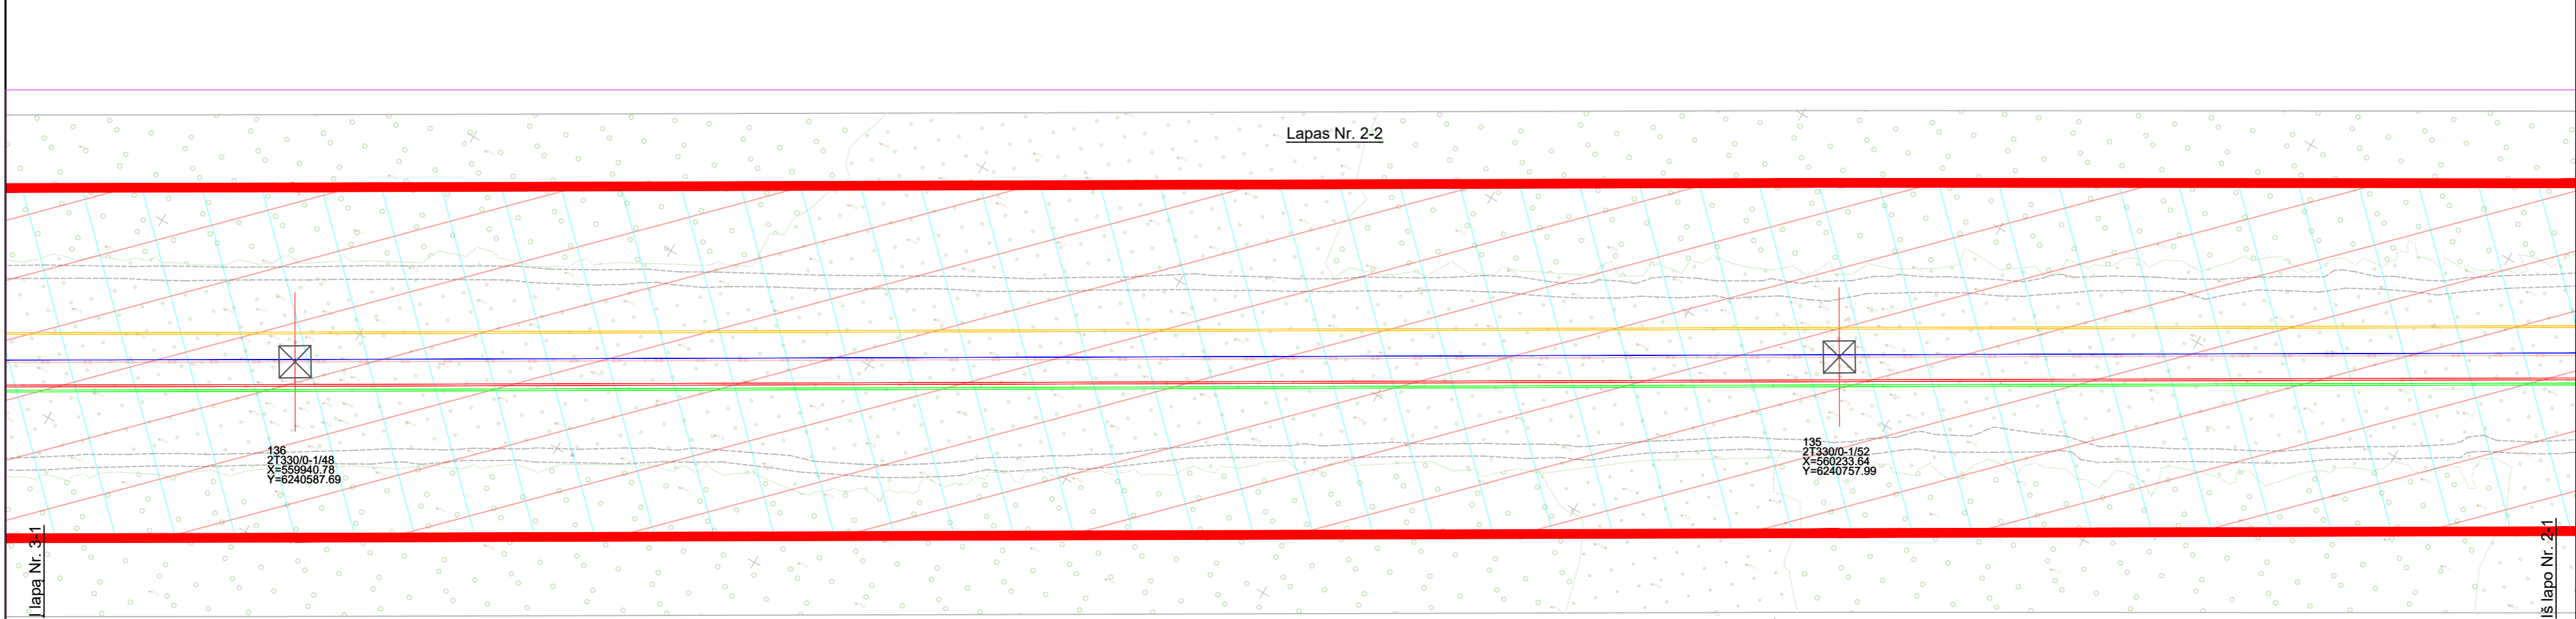 Lapas Nr. 2-2
136
2T330/0-1/48
X=559940.78
Y=6240587.69
135
2T330/0-1/52
X=560233.64
Y=6240757.99
Į lapą Nr. 3-1
Iš lapo Nr. 2-1